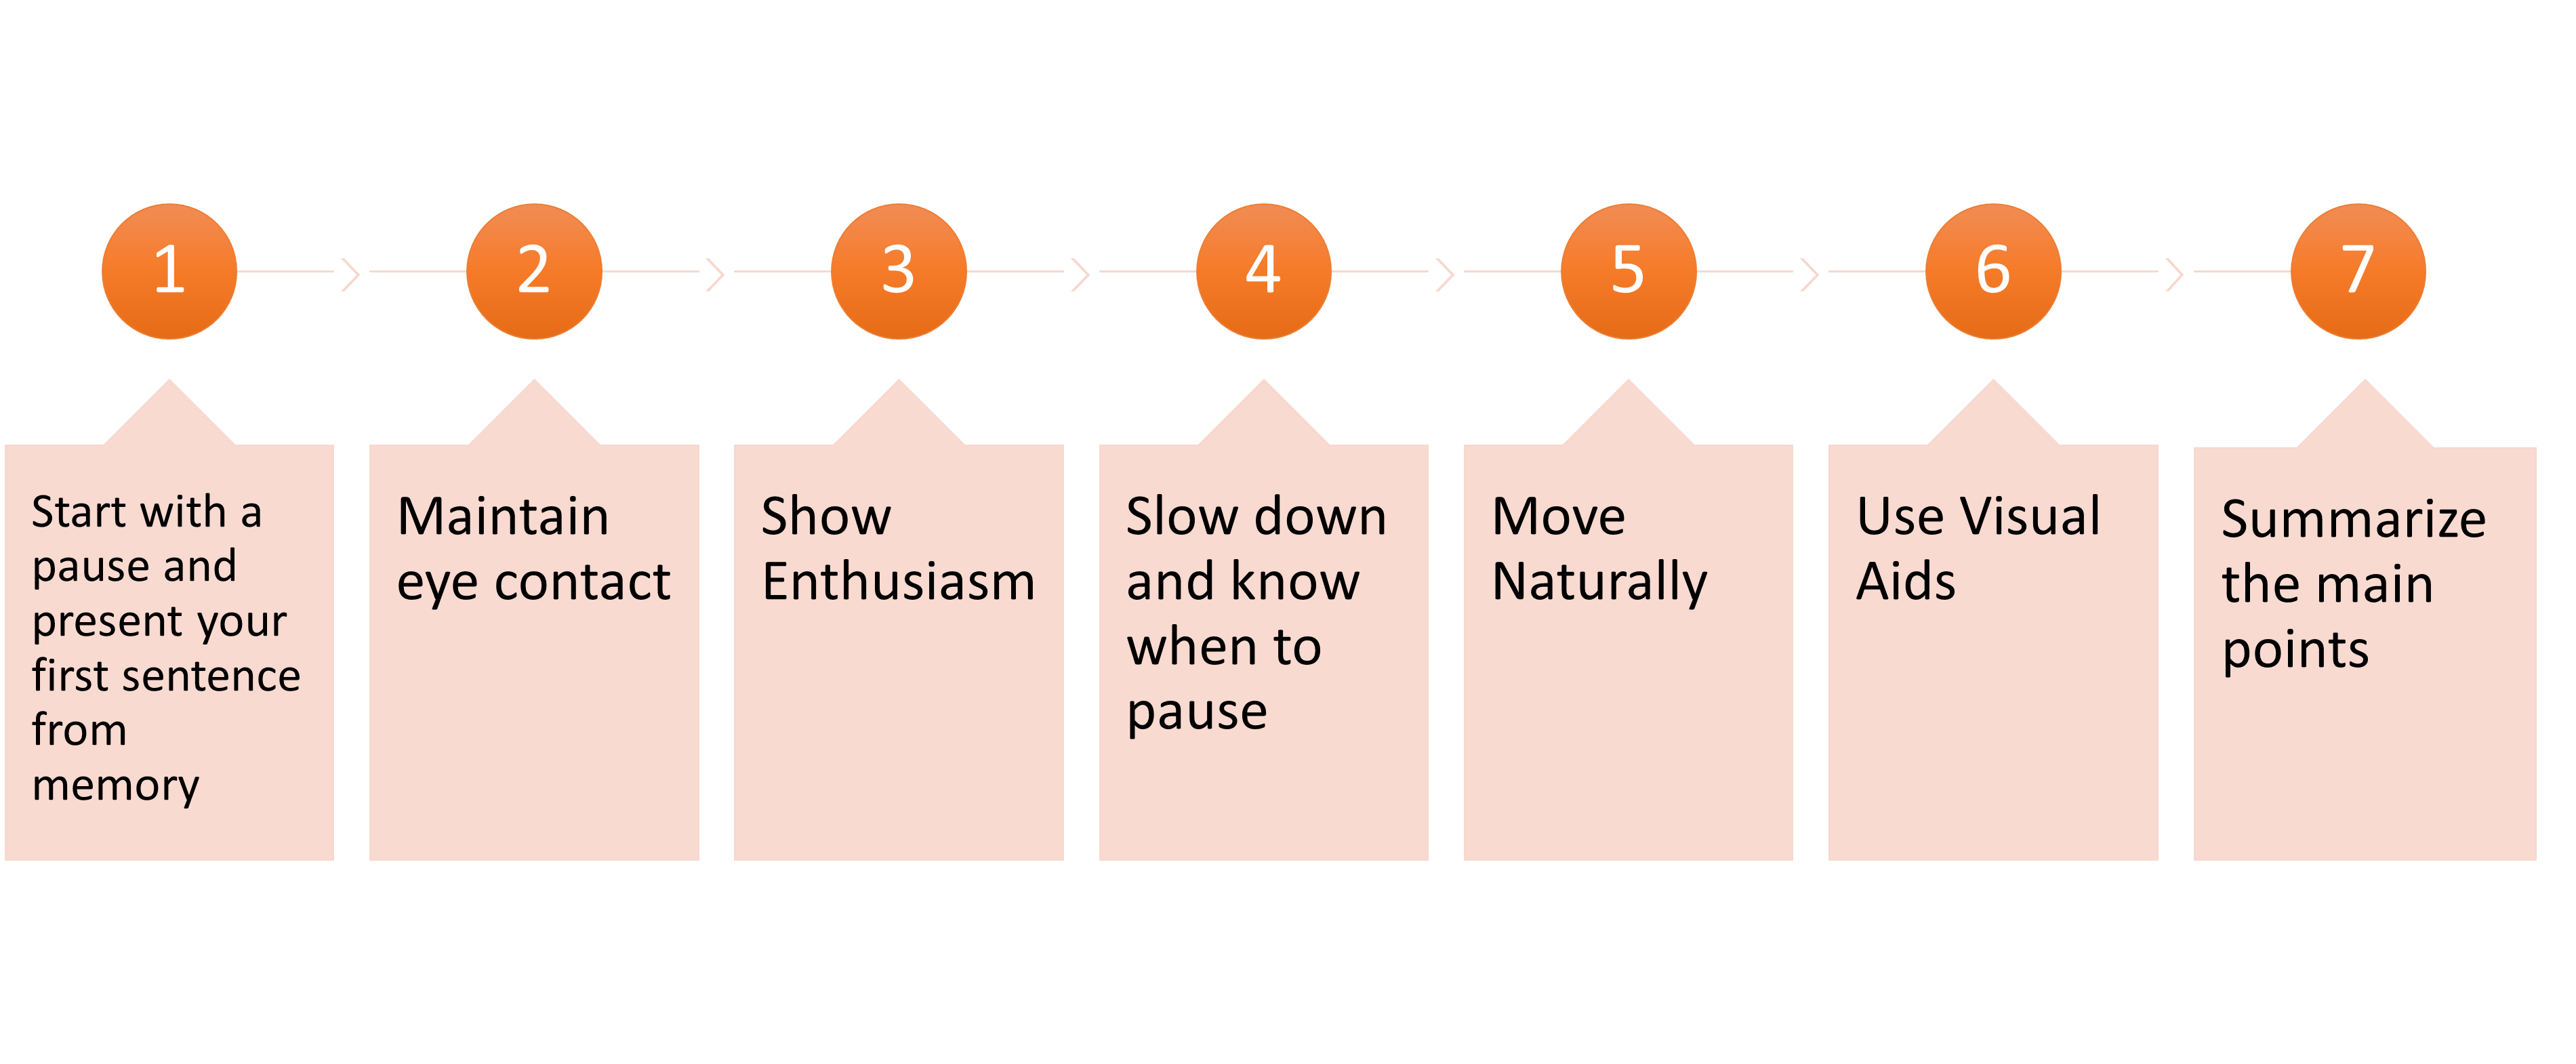 1
2
3
4
5
6
7
Start with a
pause and
present your
first sentence
from
memory
Maintain
eye contact
Show
Enthusiasm
Slow down
and know
when to
pause
Move
Naturally
Use Visual
Aids
Summarize
the main
points